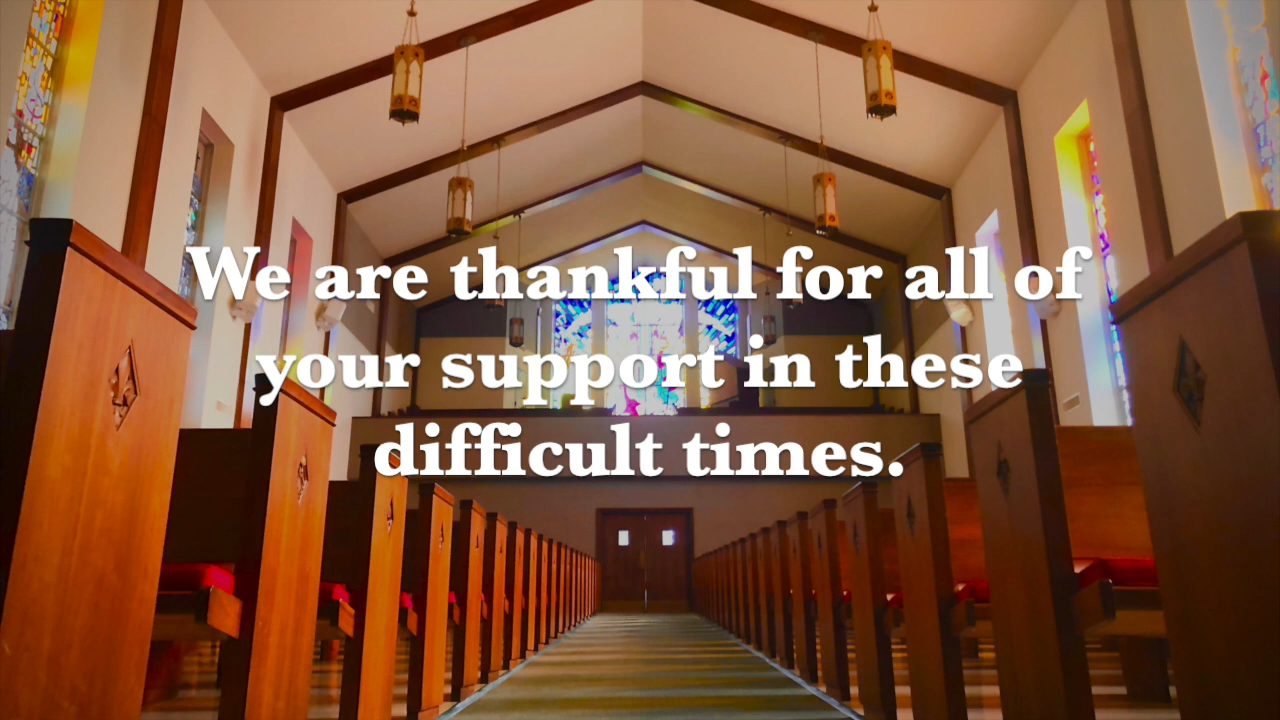 We are thankful for all of
your support in these
difficult times.